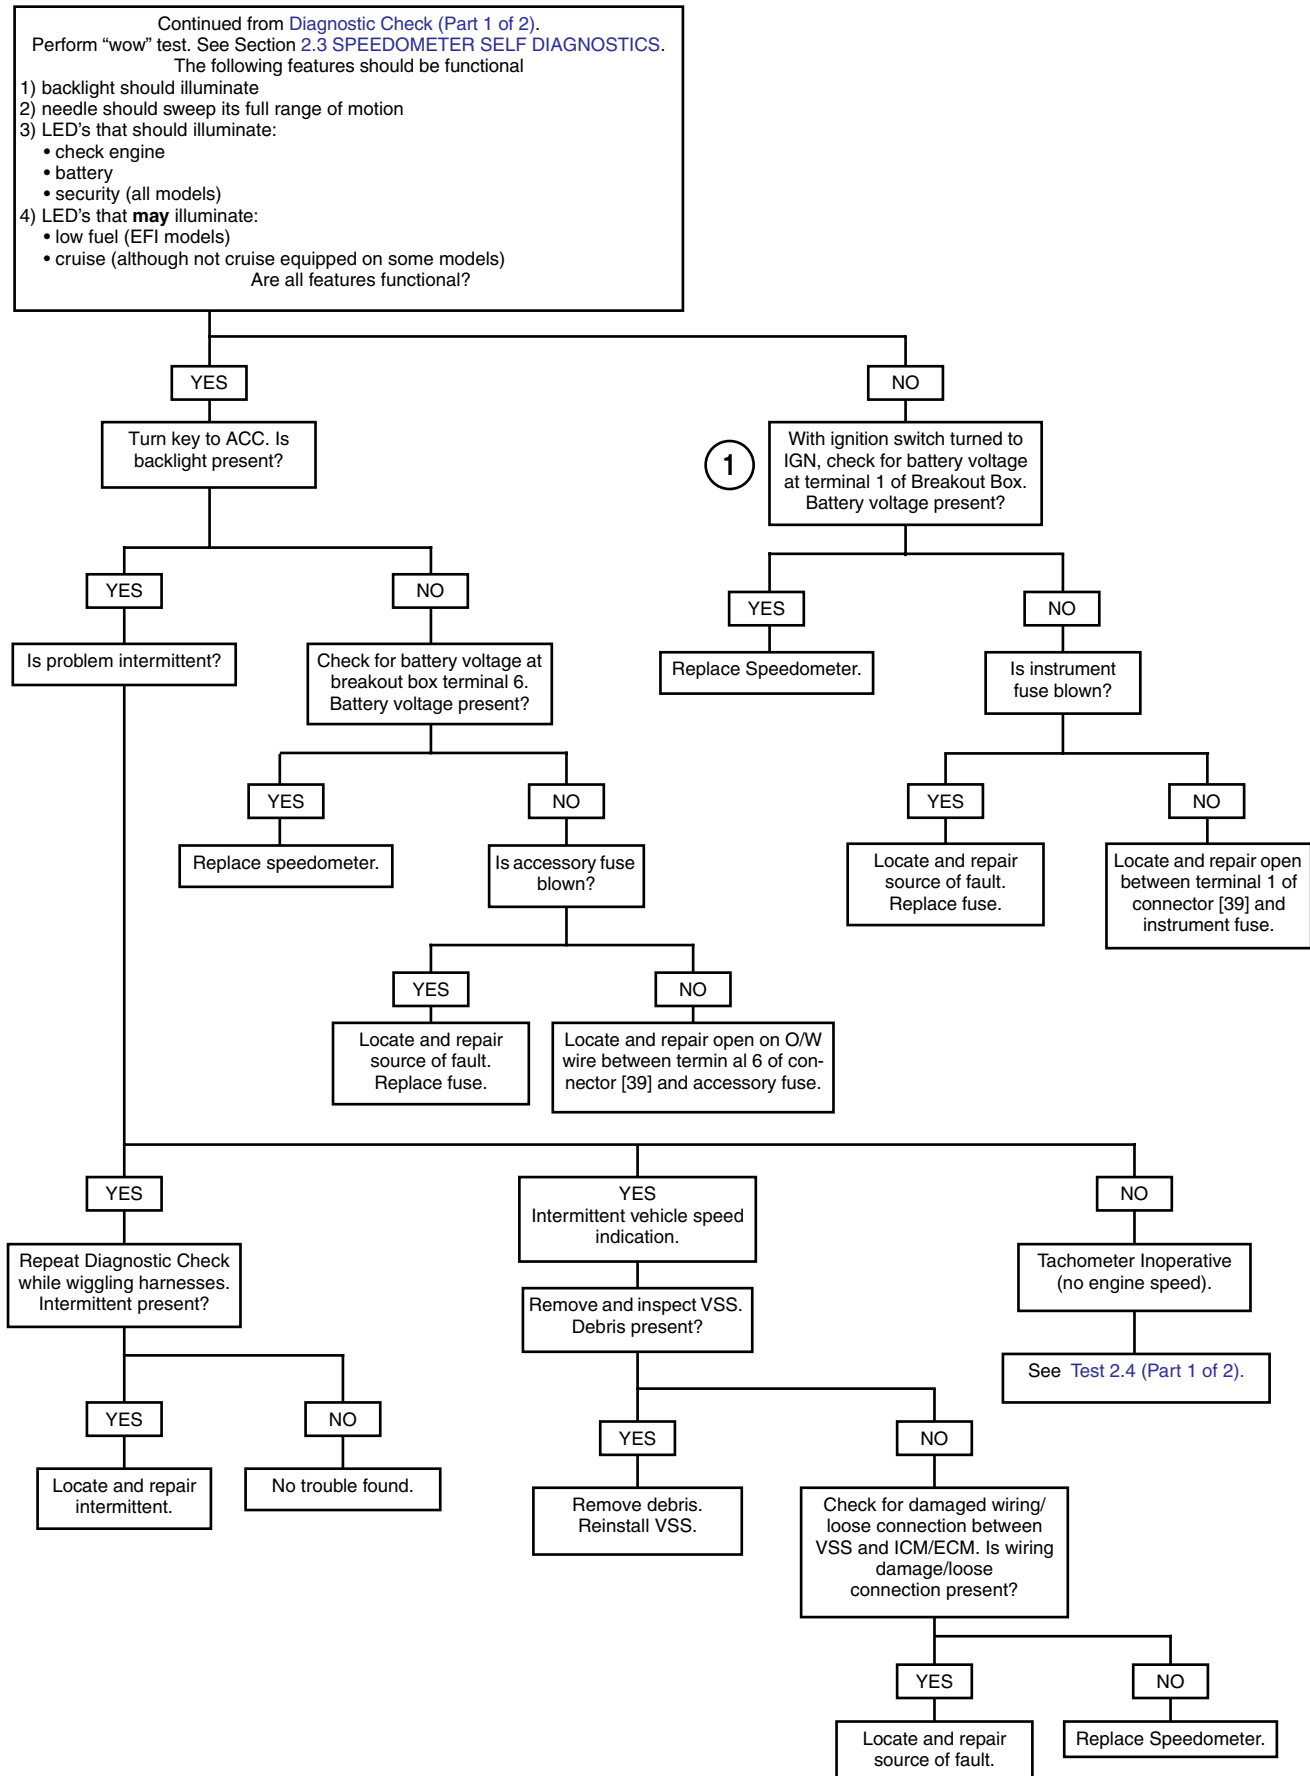 Continued from Diagnostic Check (Part 1 of 2).
Perform “wow” test. See Section 2.3 SPEEDOMETER SELF DIAGNOSTICS.
The following features should be functional
1) backlight should illuminate
2) needle should sweep its full range of motion
3) LED’s that should illuminate:
• check engine
• battery
• security (all models)
4) LED’s that may illuminate:
• low fuel (EFI models)
• cruise (although not cruise equipped on some models)
Are all features functional?
YES
NO
Turn key to ACC. Is
backlight present?
1
With ignition switch turned to
IGN, check for battery voltage
at terminal 1 of Breakout Box.
Battery voltage present?
YES
NO
YES
NO
Is problem intermittent?
Check for battery voltage at
breakout box terminal 6.
Battery voltage present?
Replace Speedometer.
Is instrument
fuse blown?
YES
NO
YES
NO
Replace speedometer.
Is accessory fuse
blown?
Locate and repair
source of fault.
Replace fuse.
Locate and repair open
between terminal 1 of
connector [39] and
instrument fuse.
YES
NO
Locate and repair
source of fault.
Replace fuse.
Locate and repair open on O/W
wire between termin al 6 of con-
nector [39] and accessory fuse.
YES
YES
Intermittent vehicle speed
indication.
NO
Repeat Diagnostic Check
while wiggling harnesses.
Intermittent present?
Remove and inspect VSS.
Debris present?
Tachometer Inoperative
(no engine speed).
See Test 2.4 (Part 1 of 2).
YES
NO
YES
NO
Locate and repair
intermittent.
No trouble found.
Remove debris.
Reinstall VSS.
Check for damaged wiring/
loose connection between
VSS and ICM/ECM. Is wiring
damage/loose
connection present?
YES
NO
Locate and repair
source of fault.
Replace Speedometer.